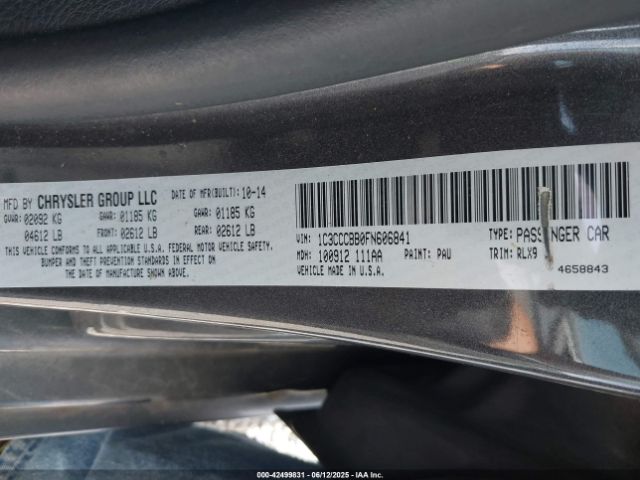 MFD BY CHRYSLER GROUP LLC DATE OF MFR(BUILT): 10-14
GVWR: 02092 KG GAWR: 01185 KG GAWR: 01185 KG
04612 LB FRONT: 02612 LB REAR: 02612 LB
THIS VEHICLE CONFORMS TO ALL APPLICABLE U.S.A. FEDERAL MOTOR VEHICLE SAFETY,
BUMPER AND THEFT PREVENTION STANDARDS IN EFFECT ON
THE DATE OF MANUFACTURE SHOWN ABOVE.
VIN: 1C3CCCBB0FN606841 TYPE: PASSENGER CAR
MDH: 100912 111AA PAINT: PAU TRIM: RLX9
VEHICLE MADE IN U.S.A. 4658843
000-42499831 - 06/12/2025 - COPYRIGHT IAA, LLC